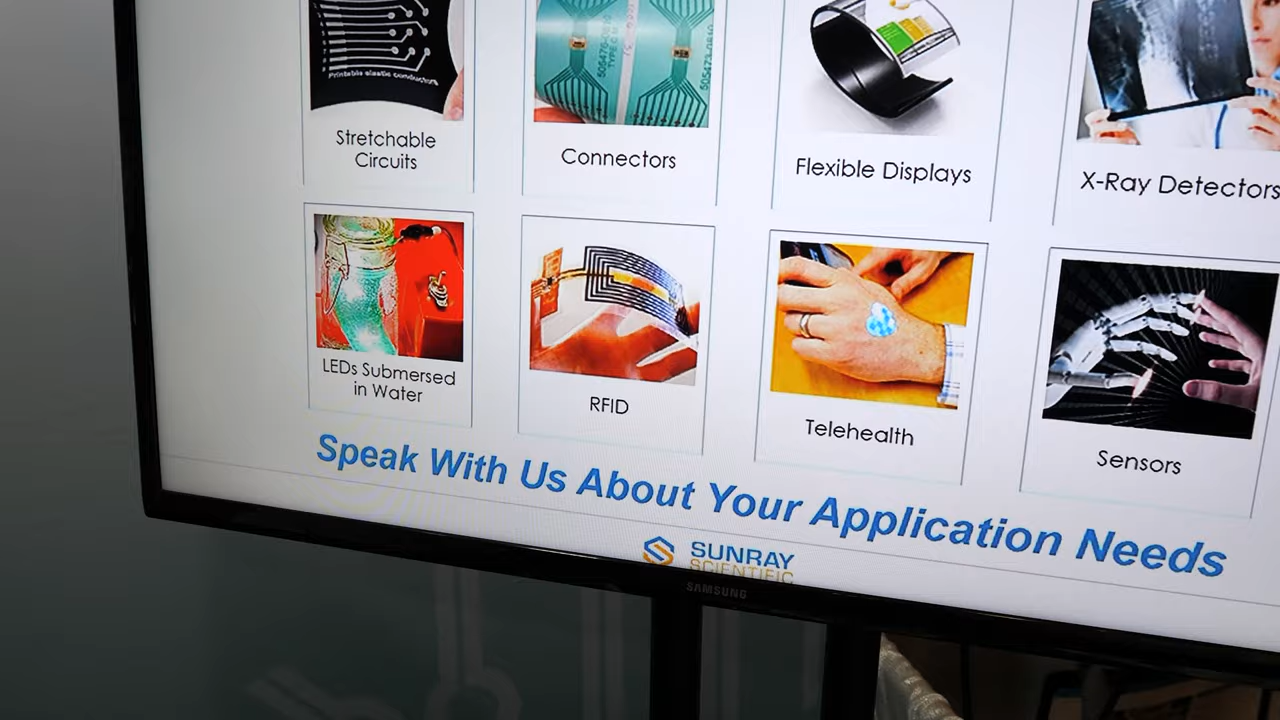 Printable elastic conductors
Stretchable
Circuits
Connectors
Flexible Displays
X-Ray Detectors
LEDs Submersed
in Water
RFID
Telehealth
Sensors
Speak With Us About Your Application Needs
SUNRAY
SCIENTIFIC
SAMSUNG